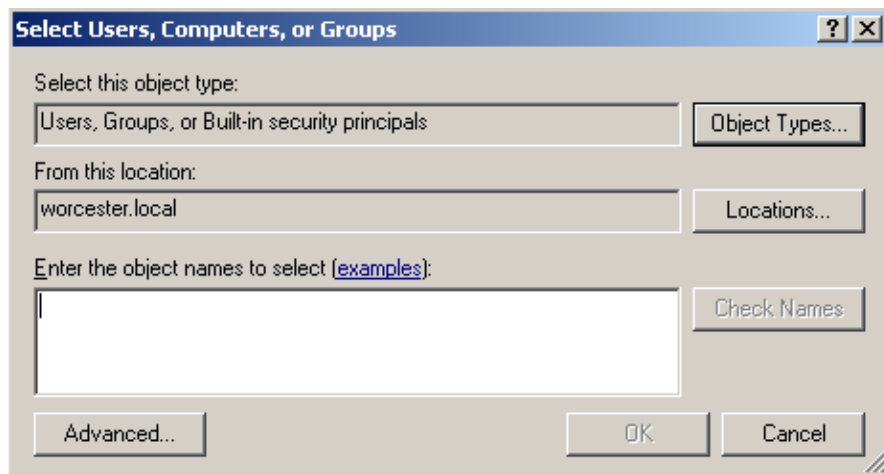 Select Users, Computers, or Groups
Select this object type:
Users, Groups, or Built-in security principals
Object Types...
From this location:
worcester.local
Locations...
Enter the object names to select (examples):
Check Names
Advanced...
OK
Cancel